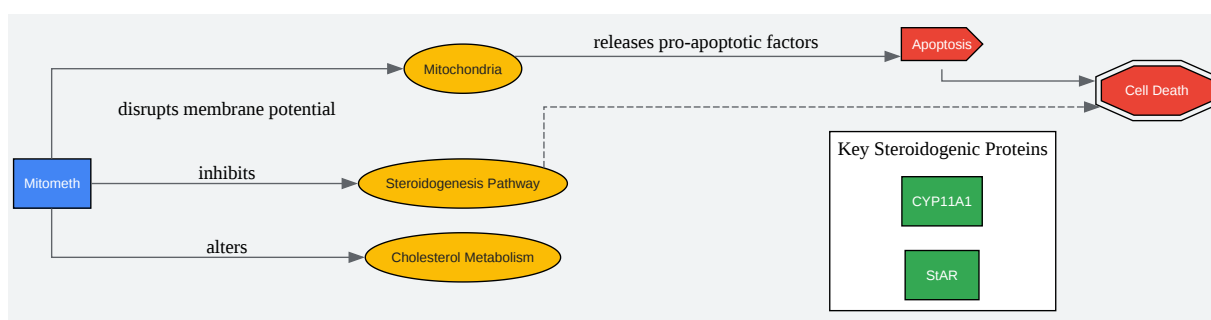 releases pro-apoptotic factors
Apoptosis
Mitochondria
Cell Death
disrupts membrane potential
Key Steroidogenic Proteins
Mitometh
inhibits
Steroidogenesis Pathway
CYP11A1
alters
Cholesterol Metabolism
StAR